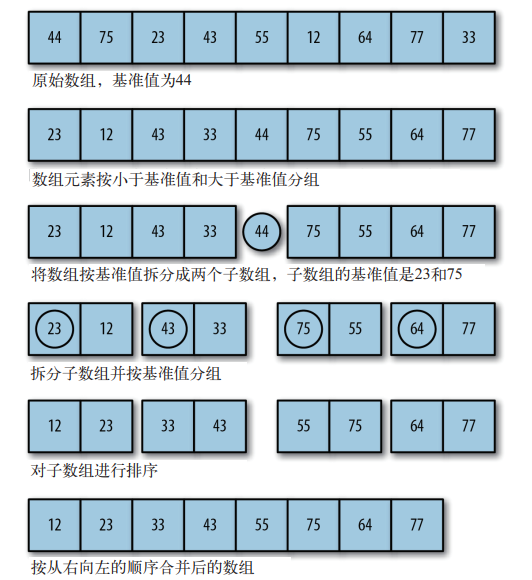 44 75 23 43 55 12 64 77 33
原始数组，基准值为44
23 12 43 33 44 75 55 64 77
数组元素按小于基准值和大于基准值分组
23 12 43 33 44 75 55 64 77
将数组按基准值拆分成两个子数组，子数组的基准值是23和75
23 12 43 33 75 55 64 77
拆分子数组并按基准值分组
12 23 33 43 55 75 64 77
对子数组进行排序
12 23 33 43 55 75 64 77
按从右向左的顺序合并后的数组